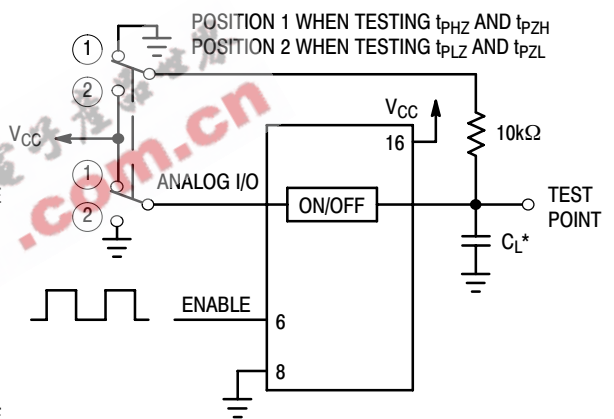 POSITION 1 WHEN TESTING tPHZ AND tPZH
POSITION 2 WHEN TESTING tPLZ AND tPZL
1
2
VCC
VCC
16
10kΩ
1
ANALOG I/O
ON/OFF
TEST
POINT
2
CL*
ENABLE
6
8
.com.cn